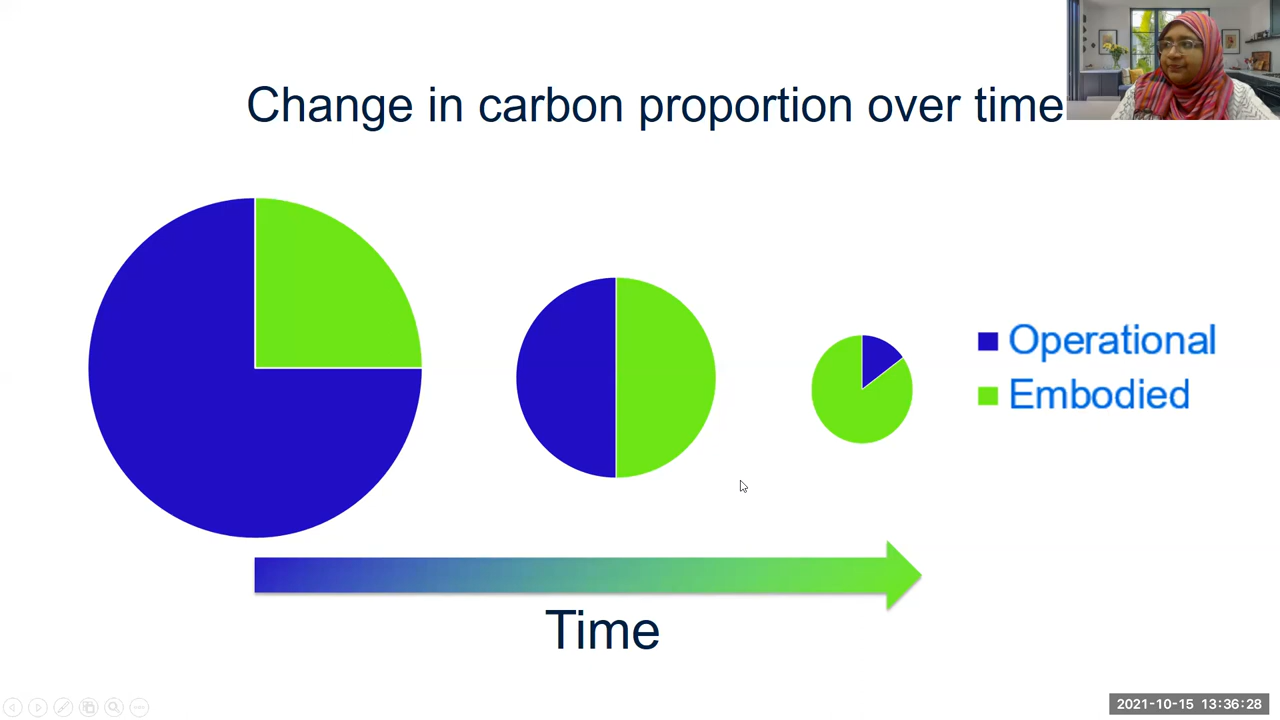 Change in carbon proportion over time
Operational
Embodied
Time
2021-10-15 13:36:28